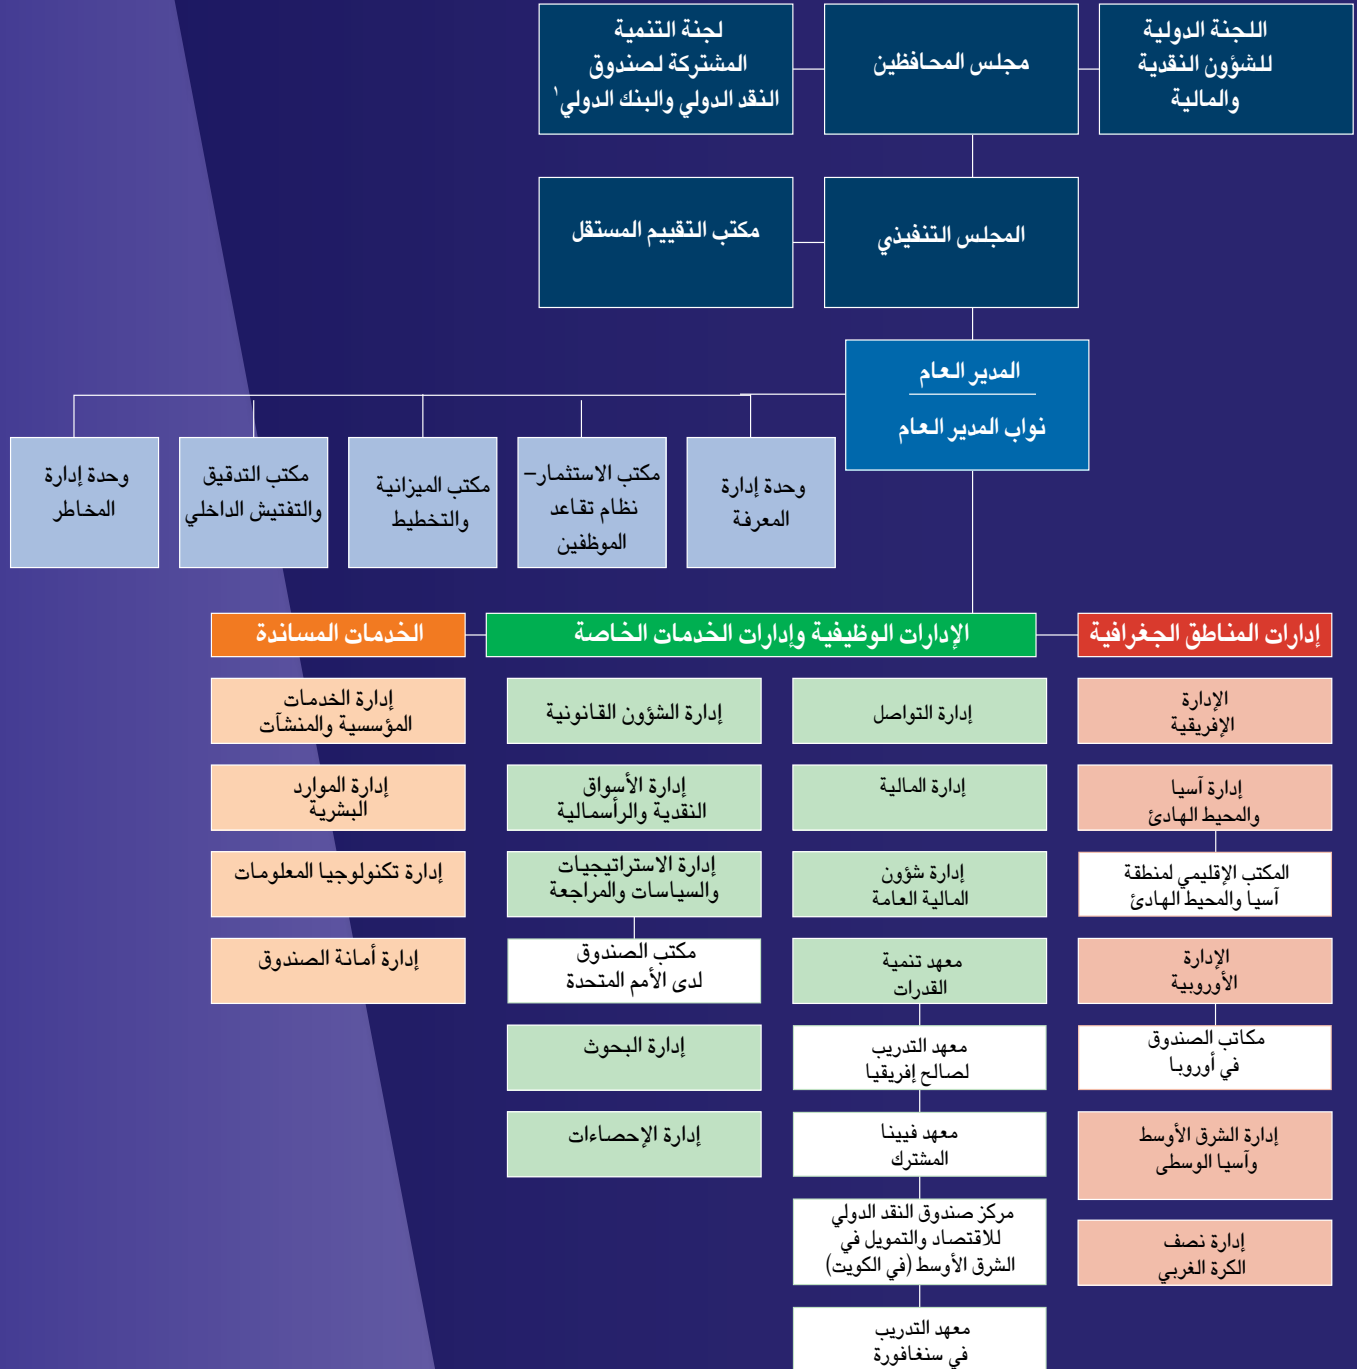 اللجنة الدولية
للشؤون النقدية
والمالية
مجلس المحافظين
لجنة التنمية
المشتركة لصندوق
النقد الدولي والبنك الدولي١
المجلس التنفيذي
مكتب التقييم المستقل
المدير العام
نواب المدير العام
وحدة إدارة
المعرفة
مكتب الاستثمار–
نظام تقاعد
الموظفين
مكتب الميزانية
والتخطيط
مكتب التدقيق
والتفتيش الداخلي
وحدة إدارة
المخاطر
إدارات المناطق الجغرافية
الإدارات الوظيفية وإدارات الخدمات الخاصة
الخدمات المساندة
الإدارة
الإفريقية
إدارة آسيا
والمحيط الهادئ
المكتب الإقليمي لمنطقة
آسيا والمحيط الهادئ
الإدارة
الأوروبية
مكاتب الصندوق
في أوروبا
إدارة الشرق الأوسط
وآسيا الوسطى
إدارة نصف
الكرة الغربي
إدارة التواصل
إدارة المالية
إدارة شؤون
المالية العامة
معهد تنمية
القدرات
معهد التدريب
لصالح إفريقيا
معهد فيينا
المشترك
مركز صندوق النقد الدولي
للاقتصاد والتمويل في
الشرق الأوسط (في الكويت)
معهد التدريب
في سنغافورة
إدارة الشؤون القانونية
إدارة الأسواق
النقدية والرأسمالية
إدارة الاستراتيجيات
والسياسات والمراجعة
مكتب الصندوق
لدى الأمم المتحدة
إدارة البحوث
إدارة الإحصاءات
إدارة الخدمات
المؤسسية والمنشآت
إدارة الموارد
البشرية
إدارة تكنولوجيا المعلومات
إدارة أمانة الصندوق